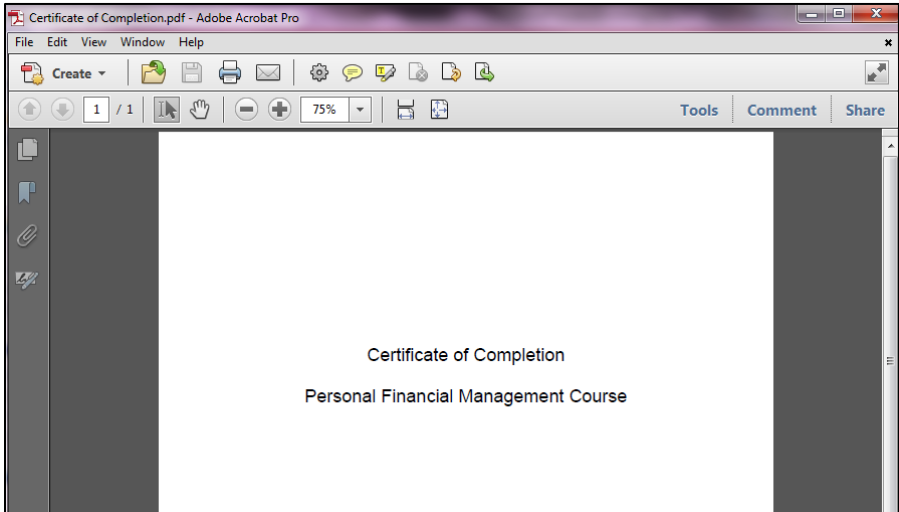 Certificate of Completion.pdf - Adobe Acrobat Pro
File Edit View Window Help
Create
1 / 1 75% Tools Comment Share
Certificate of Completion
Personal Financial Management Course